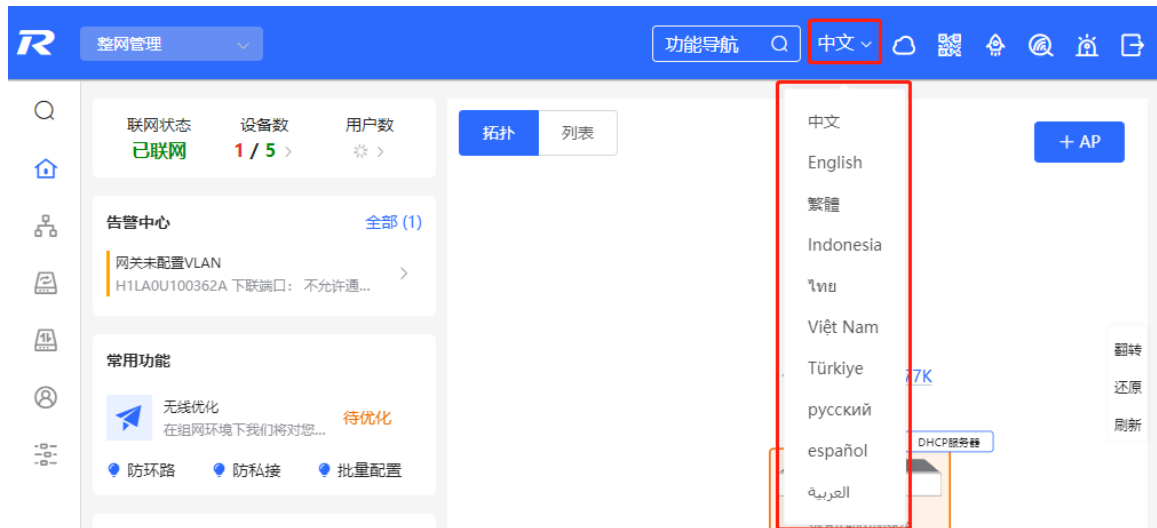 整网管理
功能导航
中文
联网状态 设备数 用户数
已联网 1 / 5
拓扑 列表
+ AP
告警中心 全部 (1)
网关未配置VLAN
H1LA0U100362A 下联端口： 不允许通...
常用功能
无线优化
在组网环境下我们将对您...
待优化
防环路 防私接 批量配置
中文
English
繁體
Indonesia
ไทย
Việt Nam
Türkiye
русский
español
العربية
77K
DHCP服务器
翻转
还原
刷新